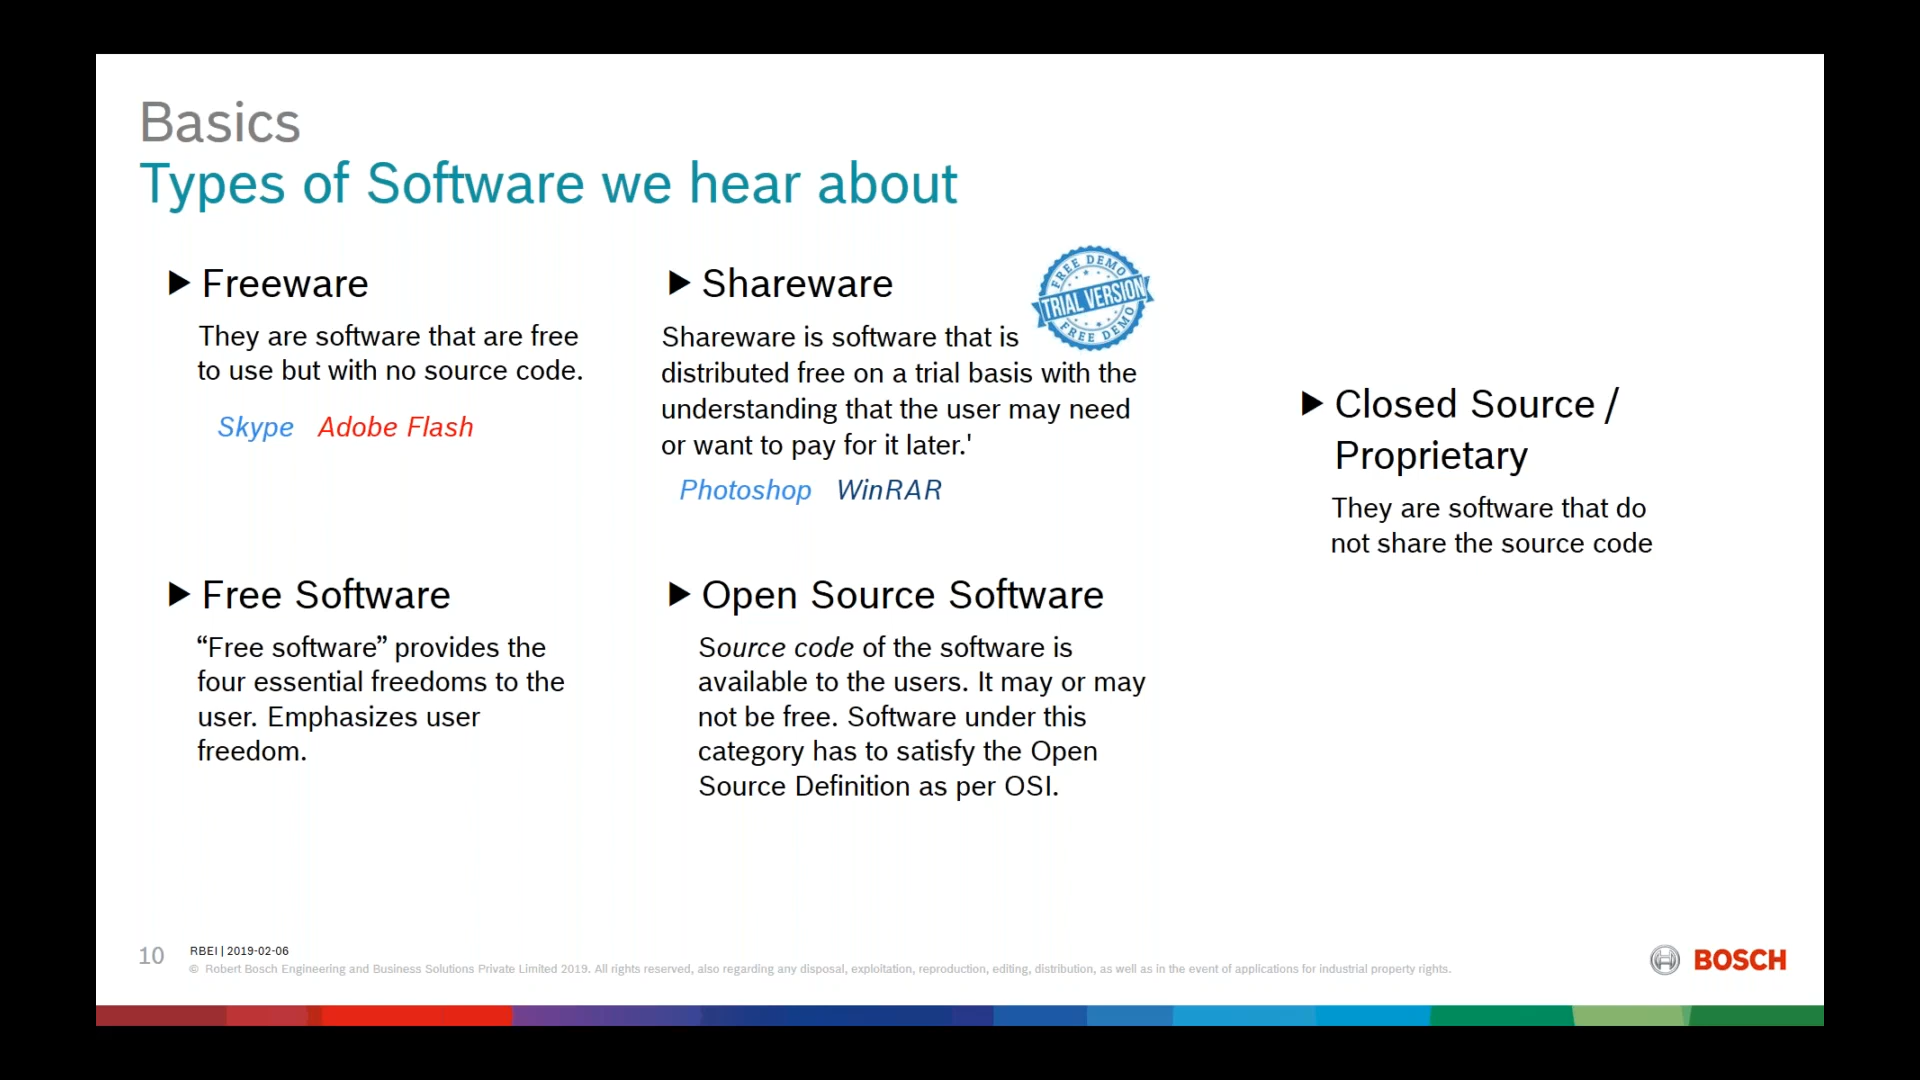 Basics
Types of Software we hear about
Freeware
They are software that are free
to use but with no source code.
Skype Adobe Flash
Shareware
FREE DEMO
TRIAL VERSION
FREE DEMO
Shareware is software that is
distributed free on a trial basis with the
understanding that the user may need
or want to pay for it later.'
Photoshop WinRAR
Closed Source /
Proprietary
They are software that do
not share the source code
Free Software
“Free software” provides the
four essential freedoms to the
user. Emphasizes user
freedom.
Open Source Software
Source code of the software is
available to the users. It may or may
not be free. Software under this
category has to satisfy the Open
Source Definition as per OSI.
10
RBEI | 2019-02-06
© Robert Bosch Engineering and Business Solutions Private Limited 2019. All rights reserved, also regarding any disposal, exploitation, reproduction, editing, distribution, as well as in the event of applications for industrial property rights.
BOSCH